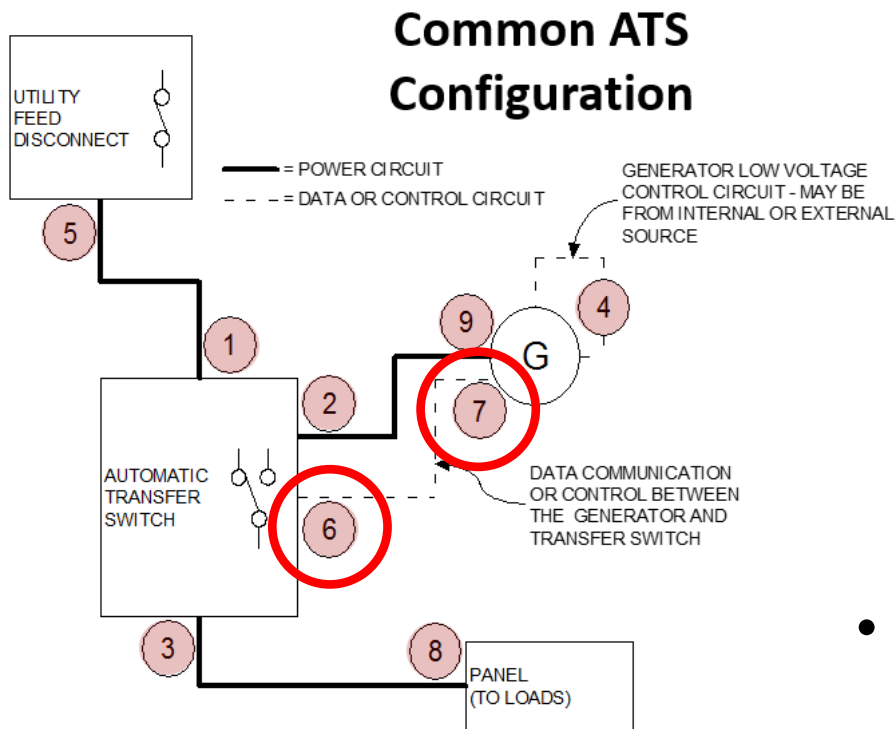 Common ATS
Configuration
UTILITY
FEED
DISCONNECT
= POWER CIRCUIT
= DATA OR CONTROL CIRCUIT
GENERATOR LOW VOLTAGE
CONTROL CIRCUIT - MAY BE
FROM INTERNAL OR EXTERNAL
SOURCE
5
4
9
1
G
2
7
AUTOMATIC
TRANSFER
SWITCH
6
DATA COMMUNICATION
OR CONTROL BETWEEN
THE GENERATOR AND
TRANSFER SWITCH
3
8
PANEL
(TO LOADS)